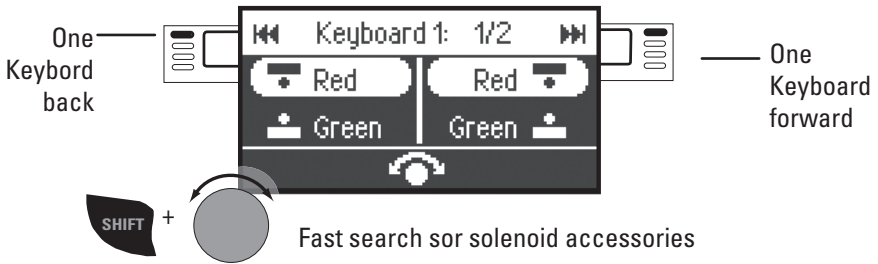 One
Keybord
back
Keyboard 1: 1/2
Red Red
Green Green
One
Keyboard
forward
SHIFT +
Fast search sor solenoid accessories